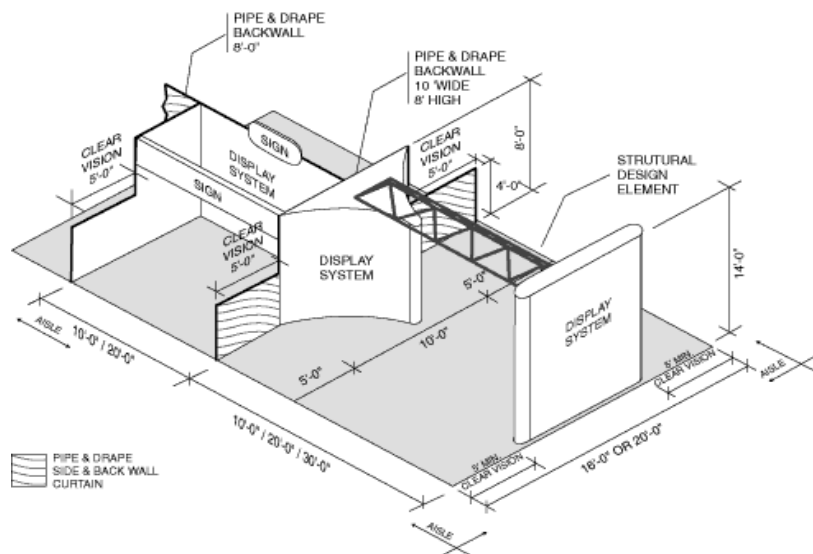 PIPE & DRAPE
BACKWALL
8'-0"
PIPE & DRAPE
BACKWALL
10 'WIDE
8' HIGH
CLEAR
VISION
5'-0"
SIGN
DISPLAY
SYSTEM
SIGN
CLEAR
VISION
5'-0"
8'-0"
4'-0"
STRUTURAL
DESIGN
ELEMENT
CLEAR
VISION
5'-0"
DISPLAY
SYSTEM
5'-0"
14'-0"
DISPLAY
SYSTEM
10'-0"
5'-0"
AISLE
10'-0" / 20'-0"
10'-0" / 20'-0" / 30'-0"
5' MIN
CLEAR VISION
AISLE
16'-0" OR 20'-0"
5' MIN
CLEAR VISION
AISLE
PIPE & DRAPE
SIDE & BACK WALL
CURTAIN